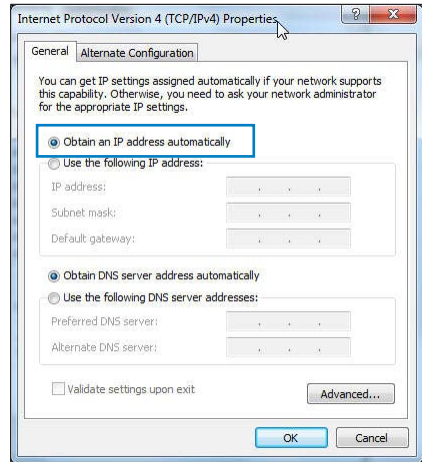 Internet Protocol Version 4 (TCP/IPv4) Properties
General
Alternate Configuration
You can get IP settings assigned automatically if your network supports
this capability. Otherwise, you need to ask your network administrator
for the appropriate IP settings.
Obtain an IP address automatically
Use the following IP address:
IP address:
Subnet mask:
Default gateway:
Obtain DNS server address automatically
Use the following DNS server addresses:
Preferred DNS server:
Alternate DNS server:
Validate settings upon exit
Advanced...
OK
Cancel